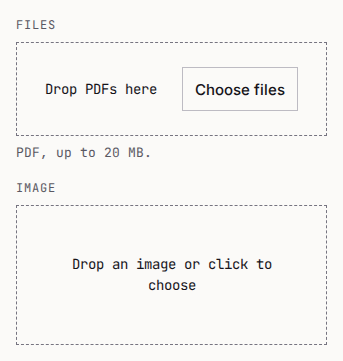 FILES
Drop PDFs here
Choose files
PDF, up to 20 MB.
IMAGE
Drop an image or click to
choose